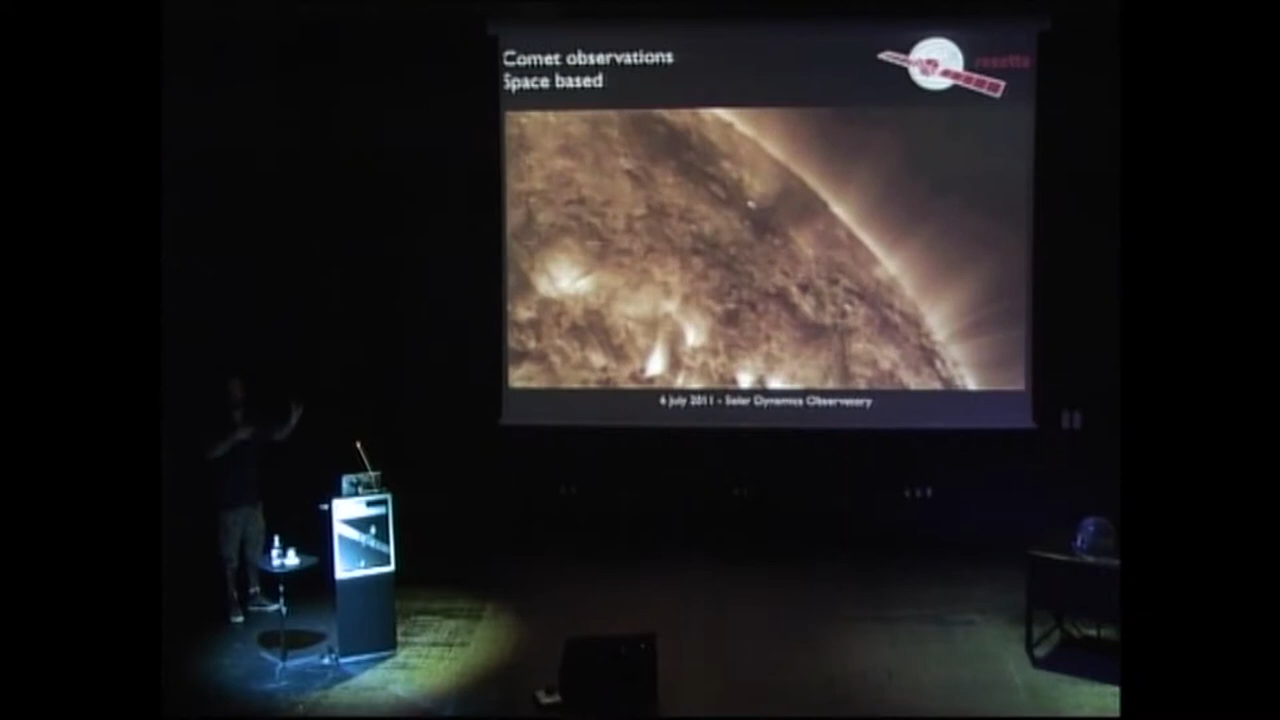 Comet observations
Space based
rosetta
6 July 2011 - Solar Dynamics Observatory